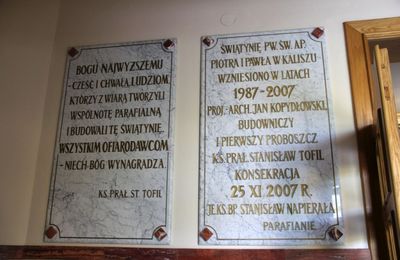 BOGU NAJWYŻSZEMU
- CZEŚĆ I CHWAŁA, LUDZIOM,
KTÓRZY Z WIARĄ TWORZYLI
WSPÓLNOTĘ PARAFIALNĄ
I BUDOWALI TĘ ŚWIĄTYNIĘ,
WSZYSTKIM OFIARODAWCOM
- NIECH BÓG WYNAGRADZA.
KS. PRAŁ. ST. TOFIL
ŚWIĄTYNIĘ PW. ŚW. AP.
PIOTRA I PAWŁA W KALISZU
WZNIESIONO W LATACH
1987-2007
PROJ.-ARCH. JAN KOPYDŁOWSKI,
BUDOWNICZY
I PIERWSZY PROBOSZCZ
KS. PRAŁ. STANISŁAW TOFIL
KONSEKRACJA
25 XI 2007 R.
JE KS. BP. STANISŁAW NAPIERAŁA
PARAFIANIE